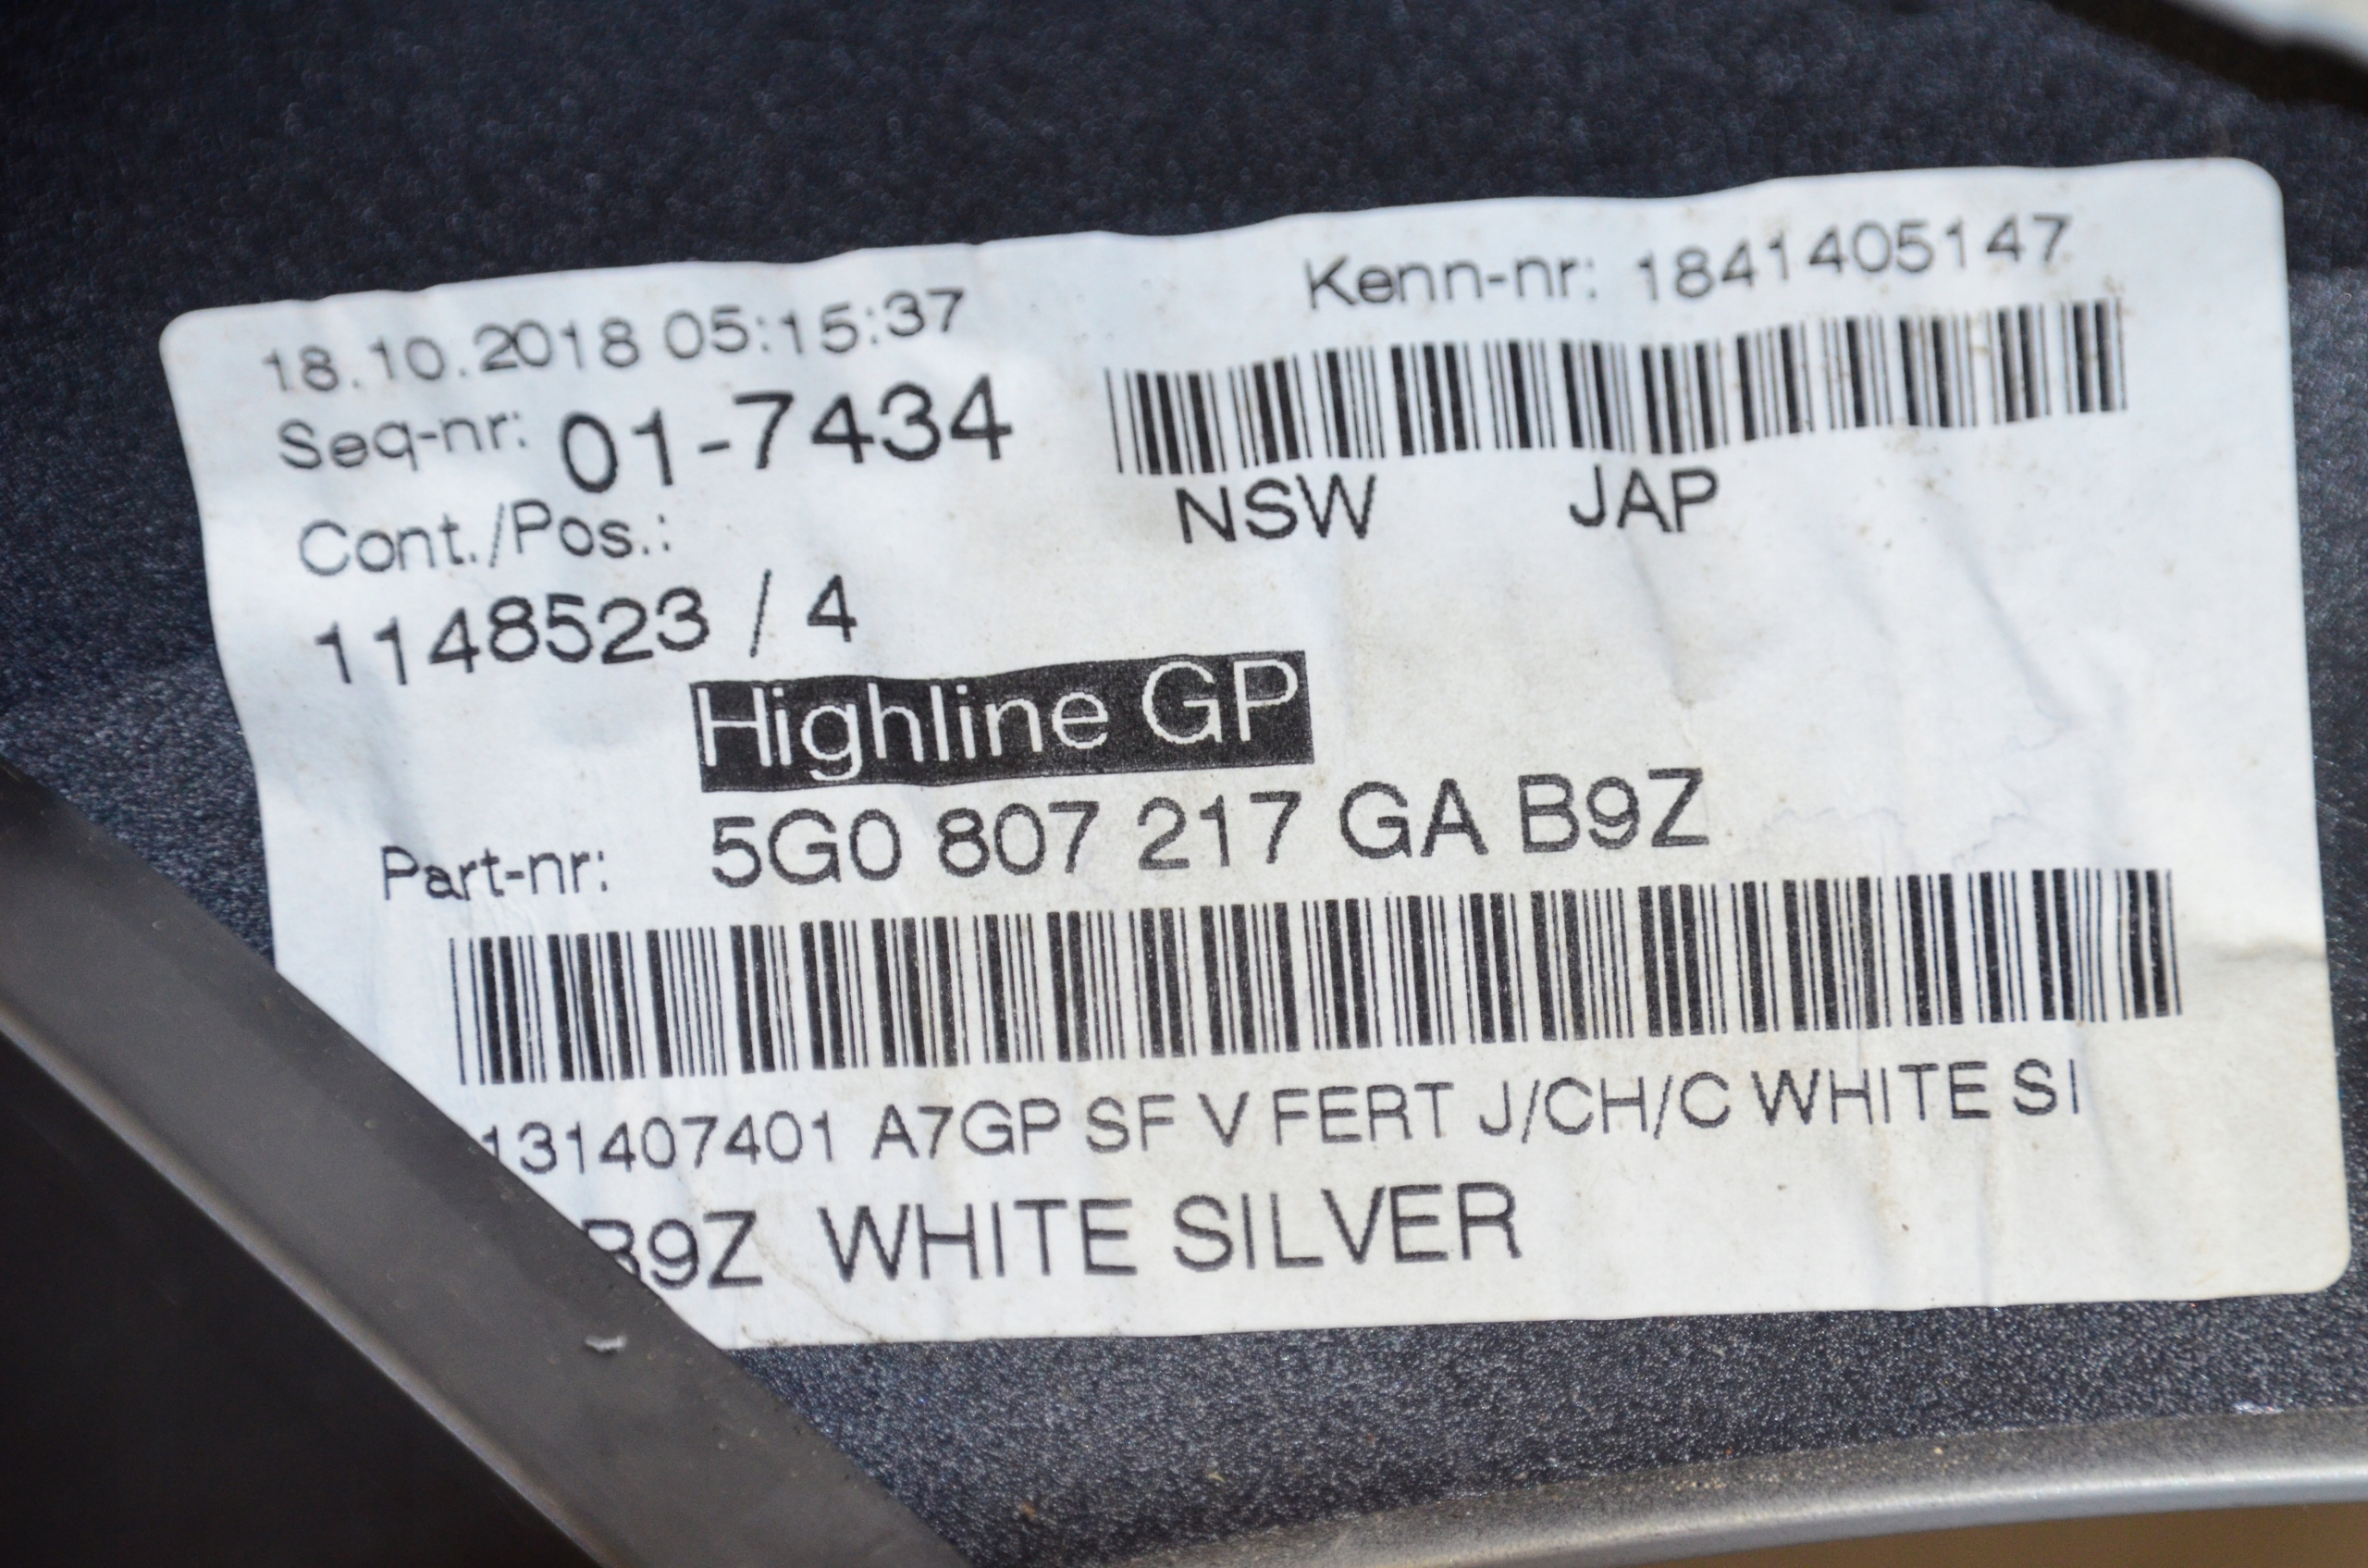 18.10.2018 05:15:37
Kenn-nr: 1841405147
Seq-nr: 01-7434
NSW JAP
Cont./Pos.:
1148523 / 4
Highline GP
Part-nr: 5G0 807 217 GA B9Z
131407401 A7GP SF V FERT J/CH/C WHITE SI
B9Z WHITE SILVER